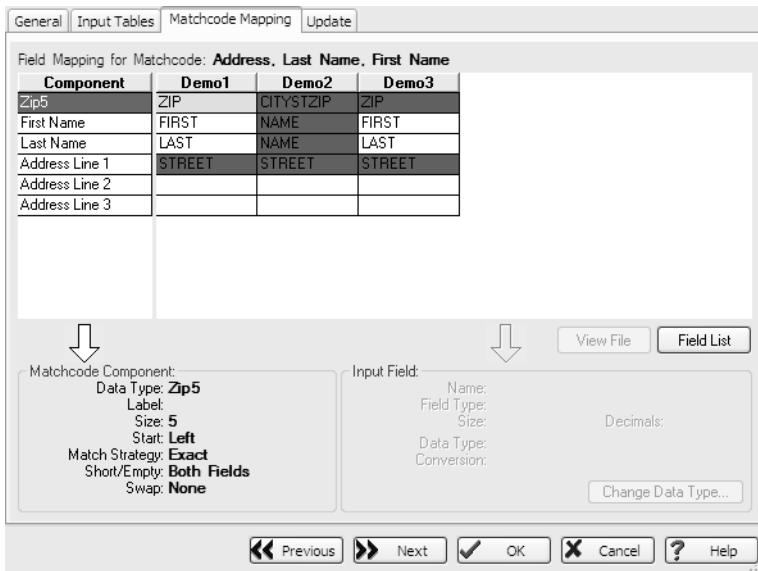 General Input Tables Matchcode Mapping Update
Field Mapping for Matchcode: Address, Last Name, First Name
Component Demo1 Demo2 Demo3
Zip5 ZIP CITYSTZIP ZIP
First Name FIRST NAME FIRST
Last Name LAST NAME LAST
Address Line 1 STREET STREET STREET
Address Line 2
Address Line 3
View File Field List
Matchcode Component:
Data Type: Zip5
Label:
Size: 5
Start: Left
Match Strategy: Exact
Short/Empty: Both Fields
Swap: None
Input Field:
Name:
Field Type:
Size: Decimals:
Data Type:
Conversion:
Change Data Type...
Previous Next OK Cancel ? Help